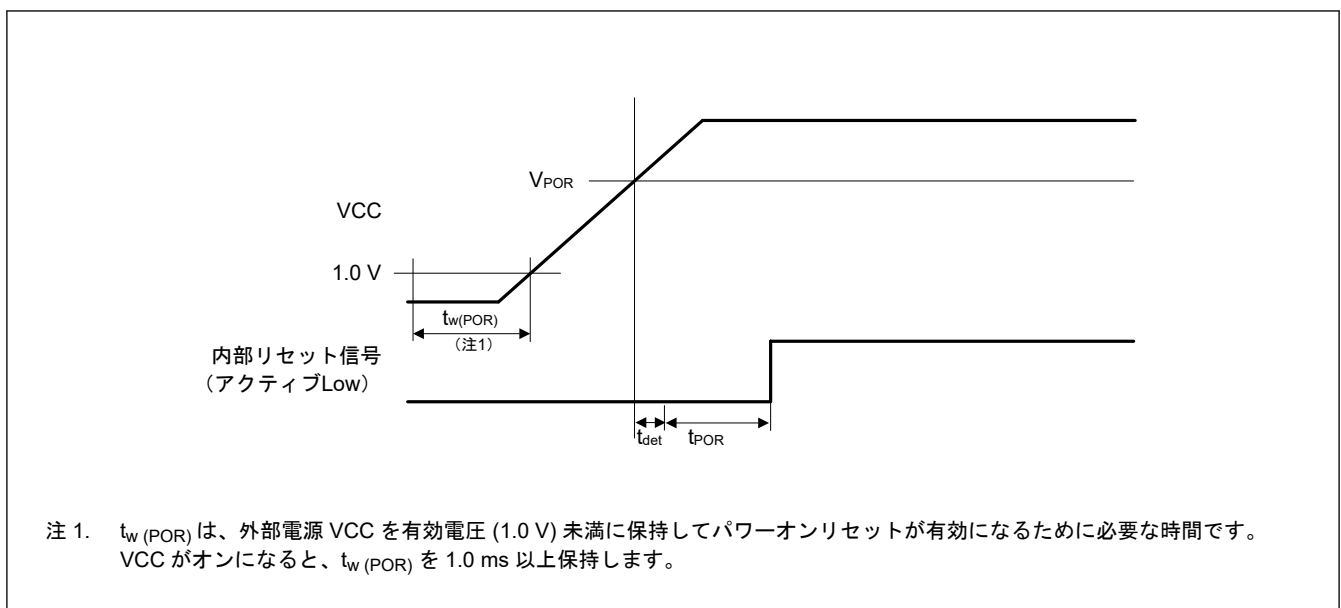 VPOR
VCC
1.0 V
tw(POR)
（注1）
内部リセット信号
（アクティブLow）
tdet
tPOR
注 1. tw (POR) は、外部電源 VCC を有効電圧 (1.0 V) 未満に保持してパワーオンリセットが有効になるために必要な時間です。
VCC がオンになると、tw (POR) を 1.0 ms 以上保持します。